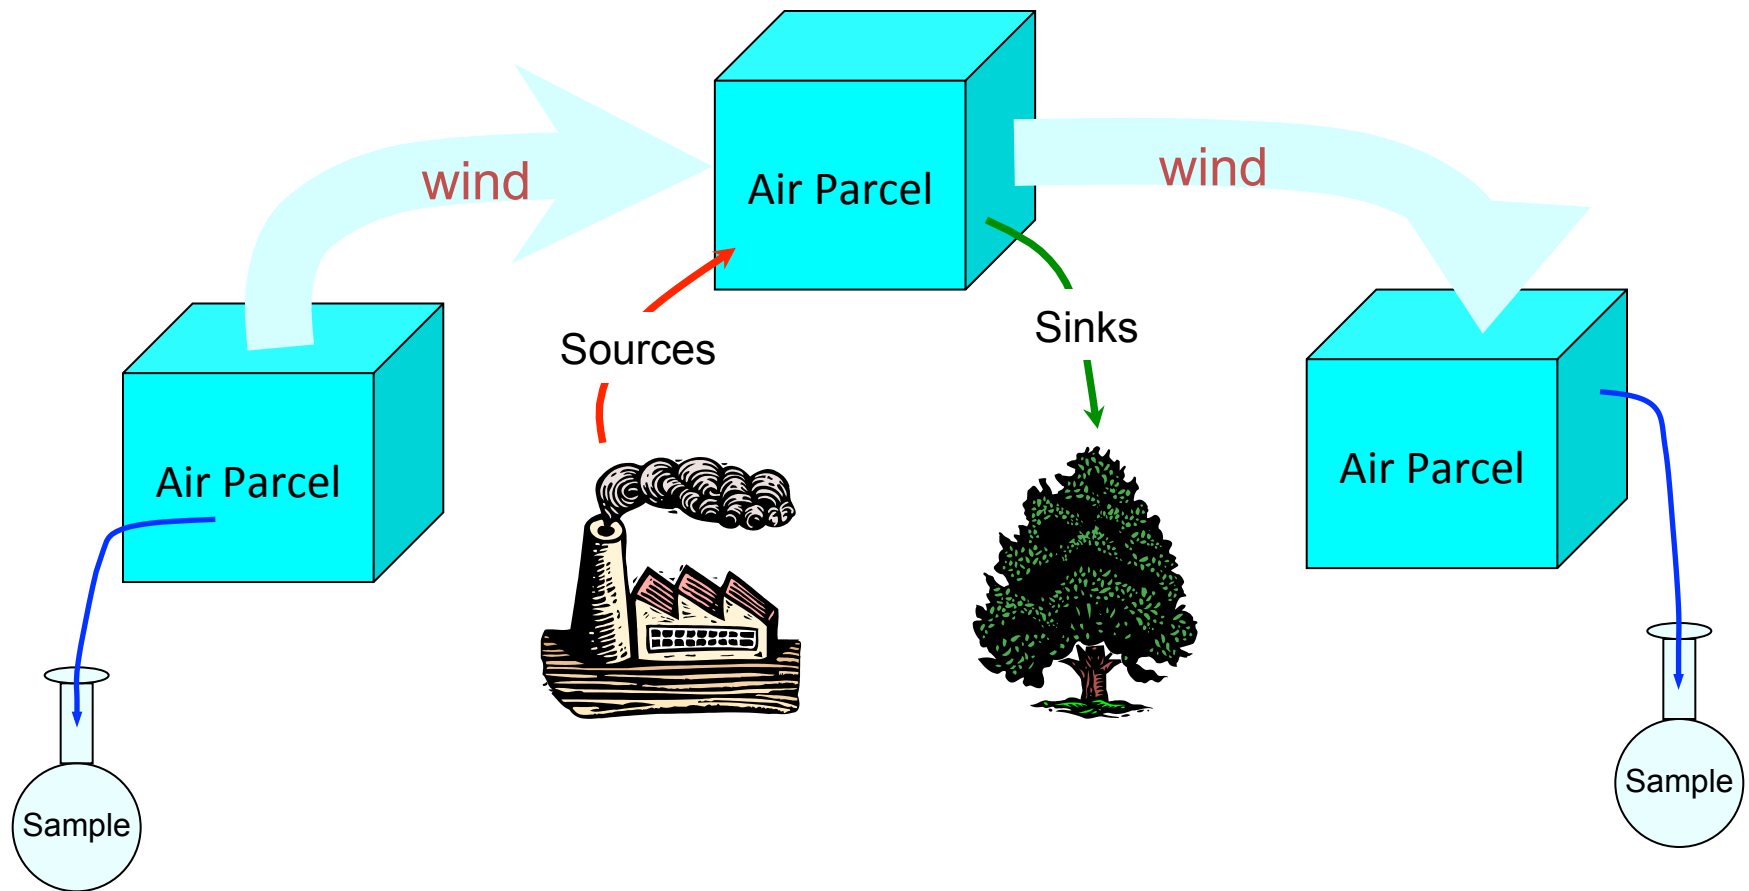 wind
Air Parcel
wind
Sources
Sinks
Air Parcel
Air Parcel
Sample
Sample